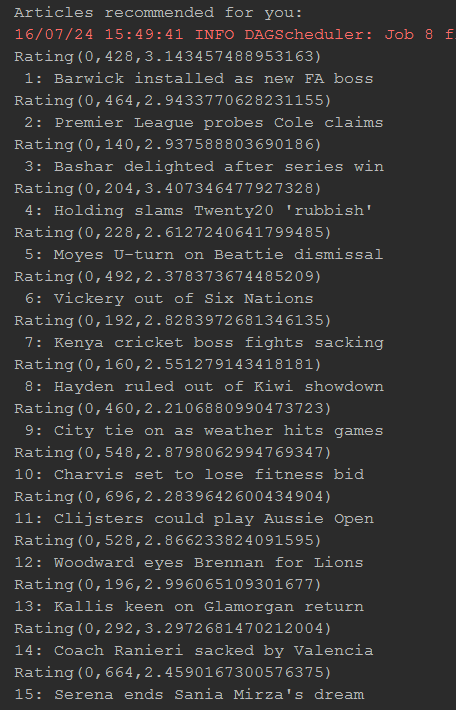 Articles recommended for you:
16/07/24 15:49:41 INFO DAGScheduler: Job 8 f
Rating(0,428,3.143457488953163)
1: Barwick installed as new FA boss
Rating(0,464,2.9433770628231155)
2: Premier League probes Cole claims
Rating(0,140,2.937588803690186)
3: Bashar delighted after series win
Rating(0,204,3.407346477927328)
4: Holding slams Twenty20 'rubbish'
Rating(0,228,2.6127240641799485)
5: Moyes U-turn on Beattie dismissal
Rating(0,492,2.378373674485209)
6: Vickery out of Six Nations
Rating(0,192,2.8283972681346135)
7: Kenya cricket boss fights sacking
Rating(0,160,2.551279143418181)
8: Hayden ruled out of Kiwi showdown
Rating(0,460,2.2106880990473723)
9: City tie on as weather hits games
Rating(0,548,2.8798062994769347)
10: Charvis set to lose fitness bid
Rating(0,696,2.2839642600434904)
11: Clijsters could play Aussie Open
Rating(0,528,2.866233824091595)
12: Woodward eyes Brennan for Lions
Rating(0,196,2.996065109301677)
13: Kallis keen on Glamorgan return
Rating(0,292,3.2972681470212004)
14: Coach Ranieri sacked by Valencia
Rating(0,664,2.4590167300576375)
15: Serena ends Sania Mirza's dream